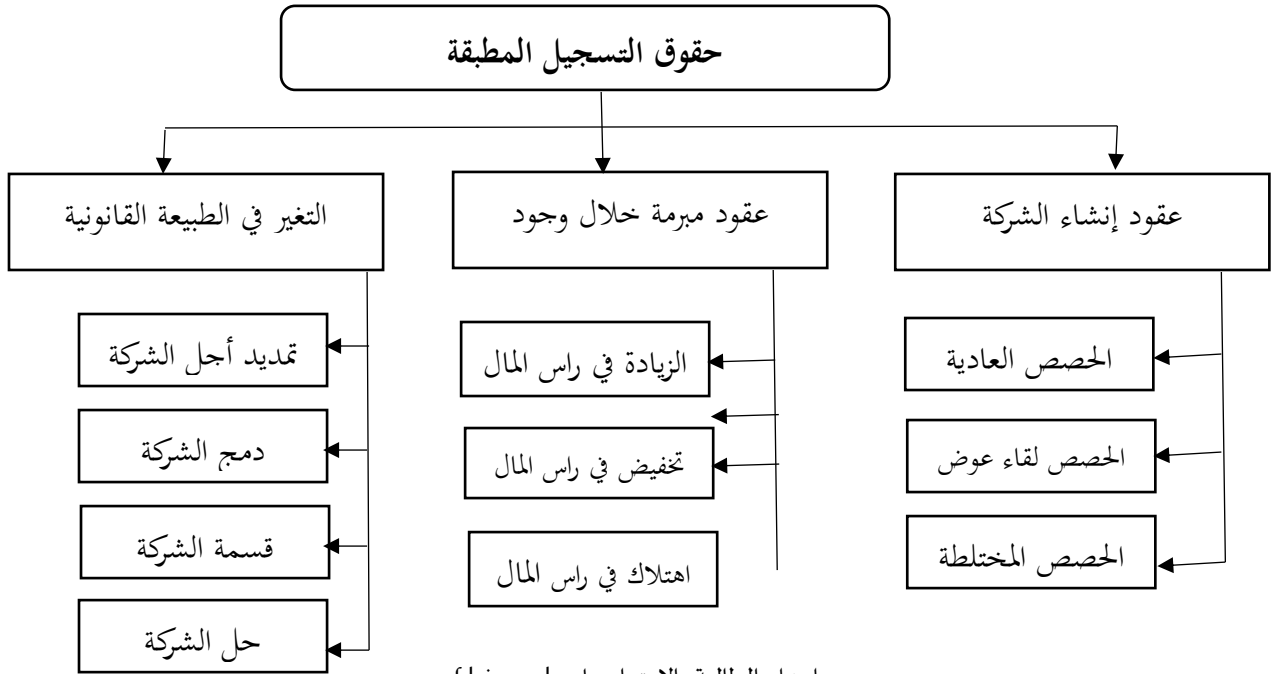 حقوق التسجيل المطبقة
عقود إنشاء الشركة
عقود مبرمة خلال وجود
التغير في الطبيعة القانونية
الحصص العادية
الحصص لقاء عوض
الحصص المختلطة
الزيادة في راس المال
تخفيض في راس المال
اهتلاك في راس المال
تمديد أجل الشركة
دمج الشركة
قسمة الشركة
حل الشركة